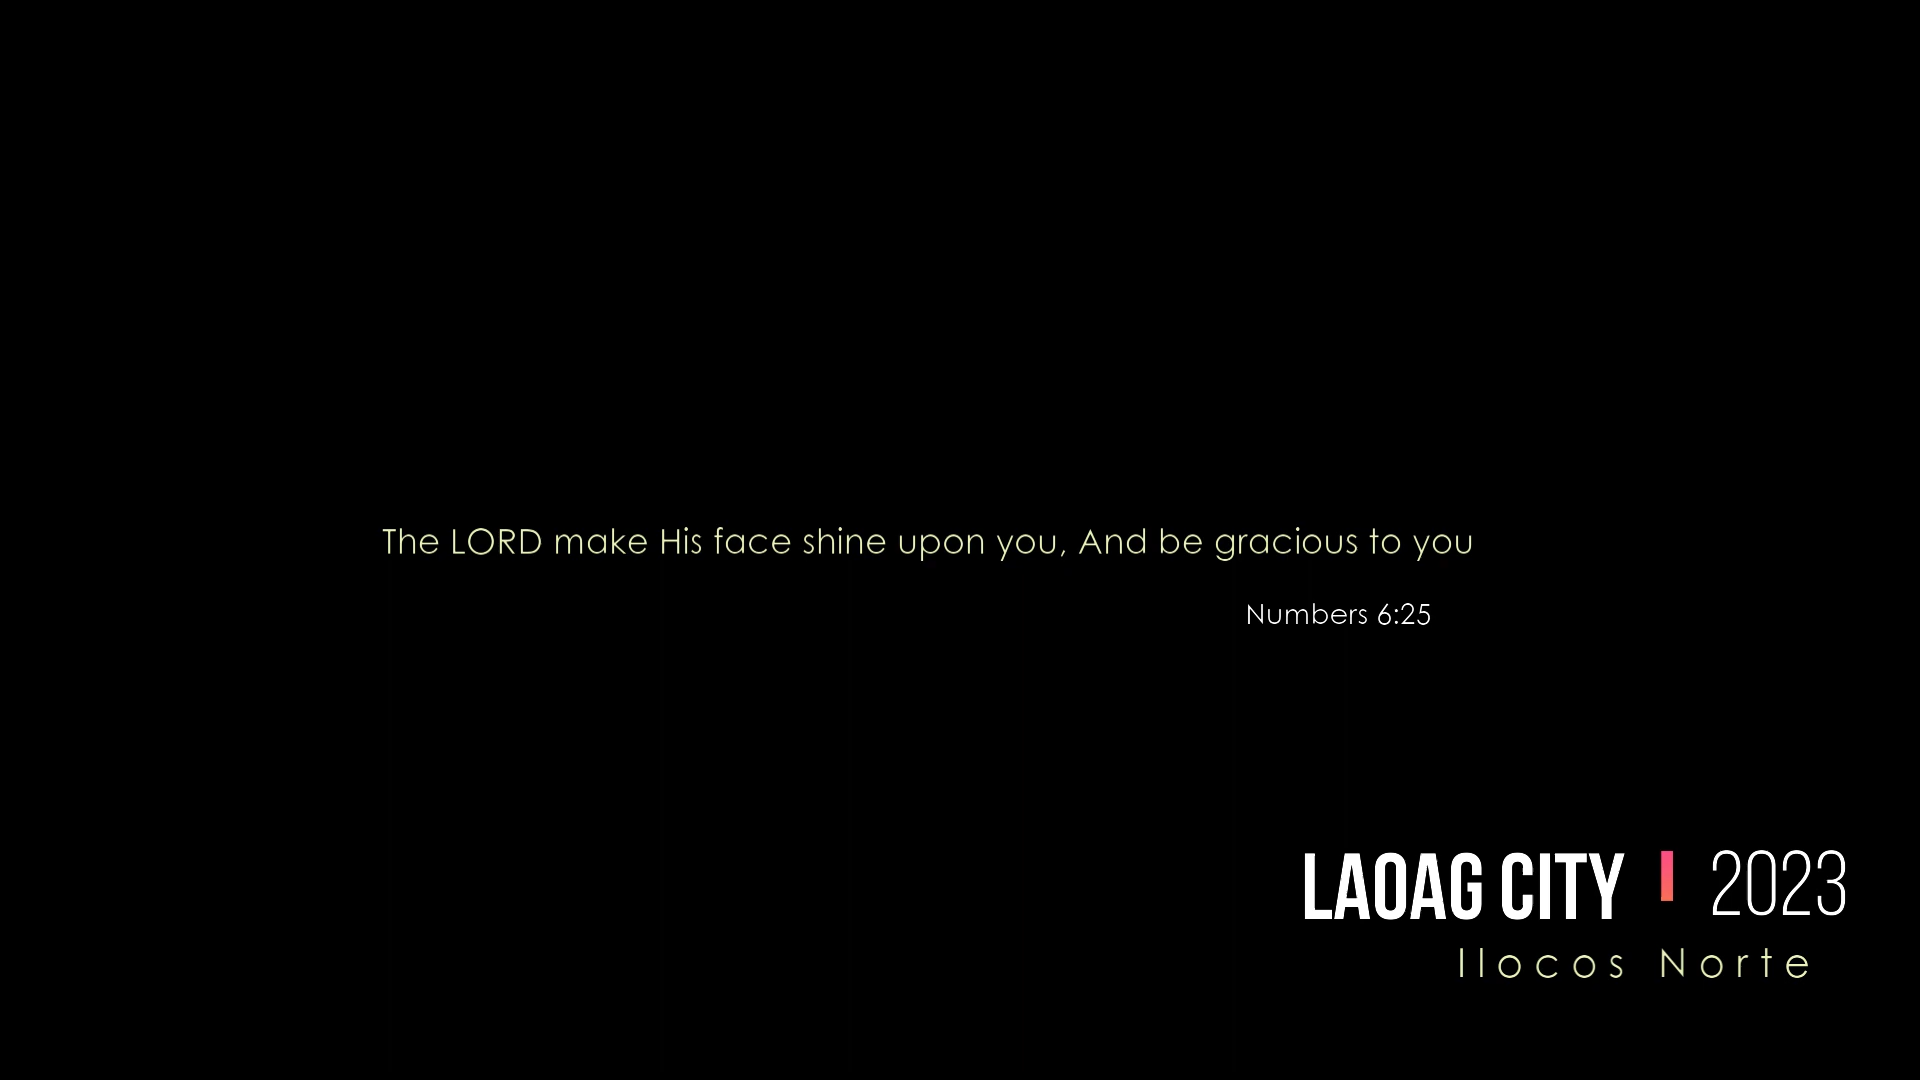 The LORD make His face shine upon you, And be gracious to you
Numbers 6:25
LAOAG CITY 2023
Ilocos Norte